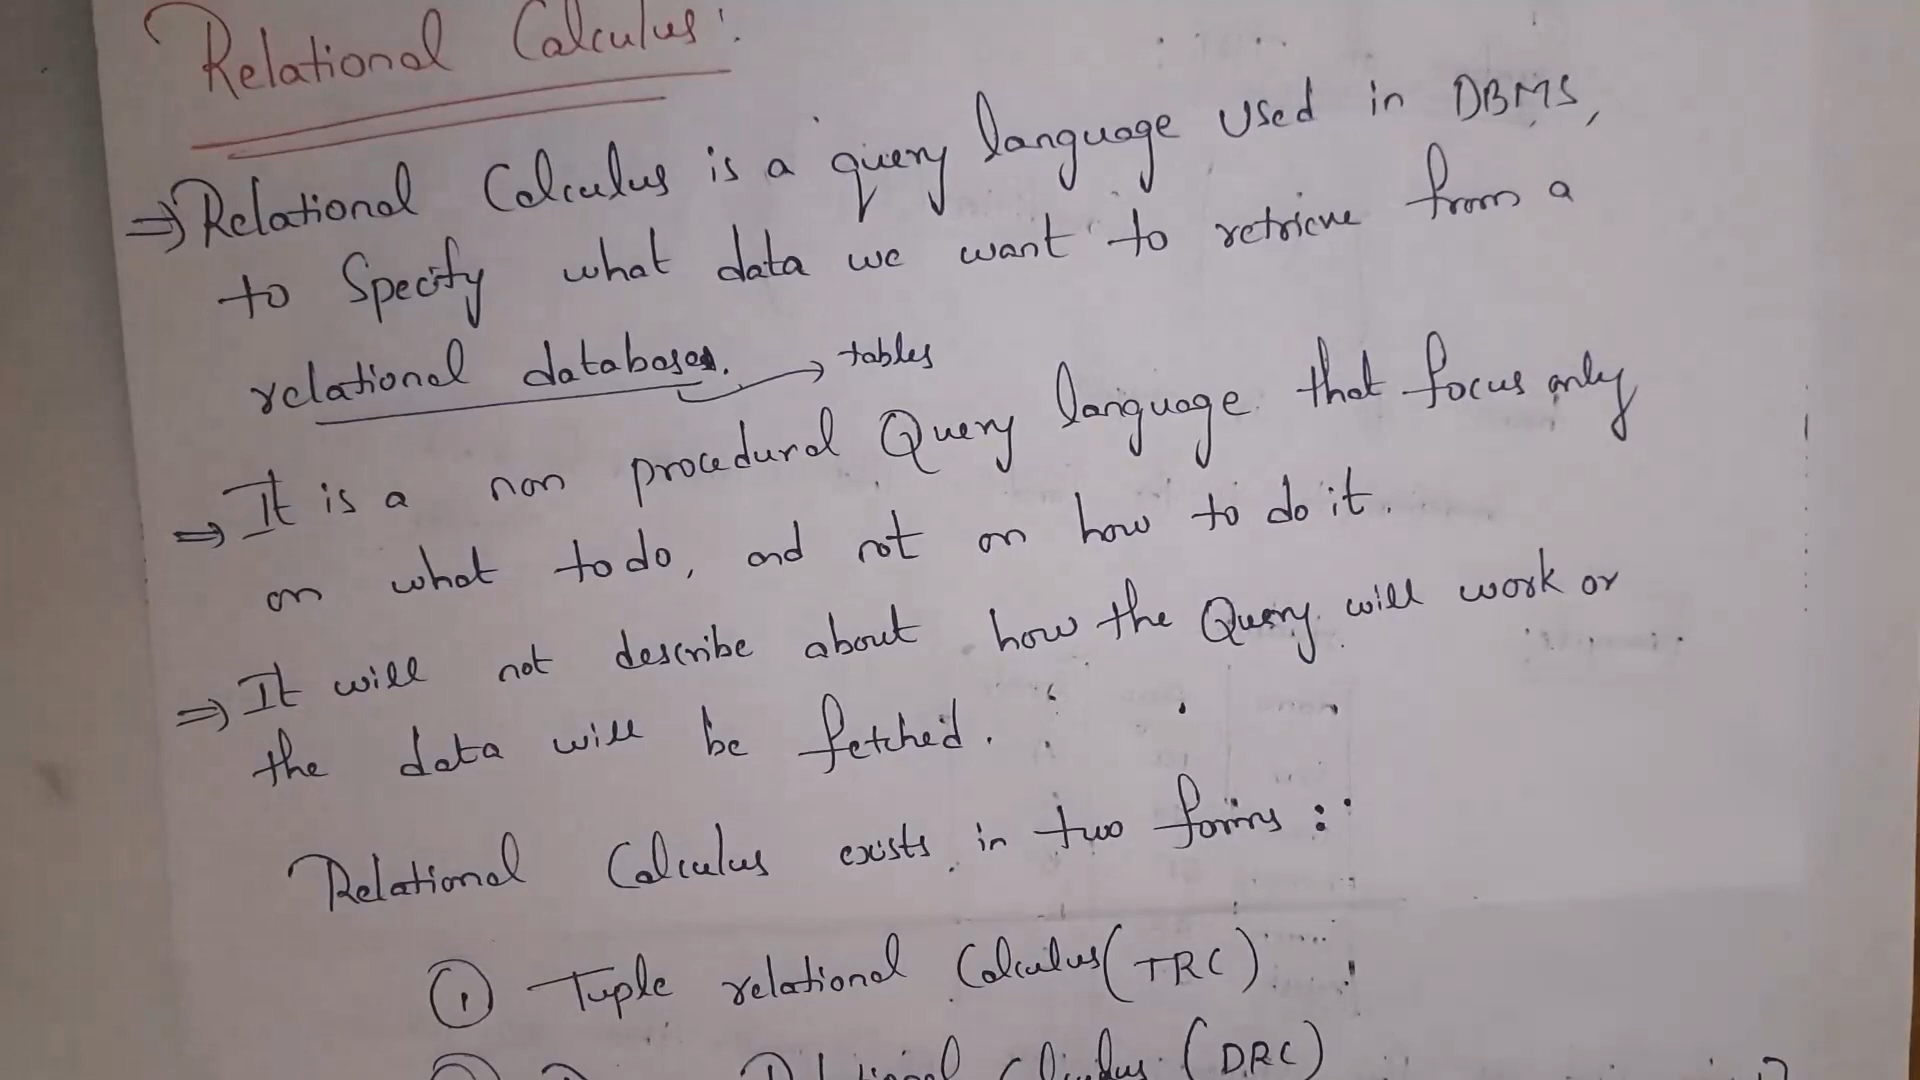 Relational Calculus:
⇒ Relational Calculus is a query language Used in DBMS,
to Specify what data we want to retrieve from a
relational databases. → tables
⇒ It is a non procedural Query language that focus only
on what to do, and not on how to do it.
⇒ It will not describe about how the Query will work or
the data will be fetched.
Relational Calculus exists in two forms:
① Tuple relational Calculus (TRC)
Relational Calculus (DRC)